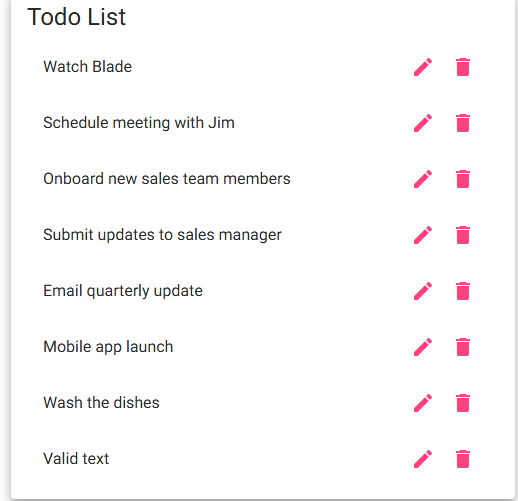 Todo List
Watch Blade
Schedule meeting with Jim
Onboard new sales team members
Submit updates to sales manager
Email quarterly update
Mobile app launch
Wash the dishes
Valid text